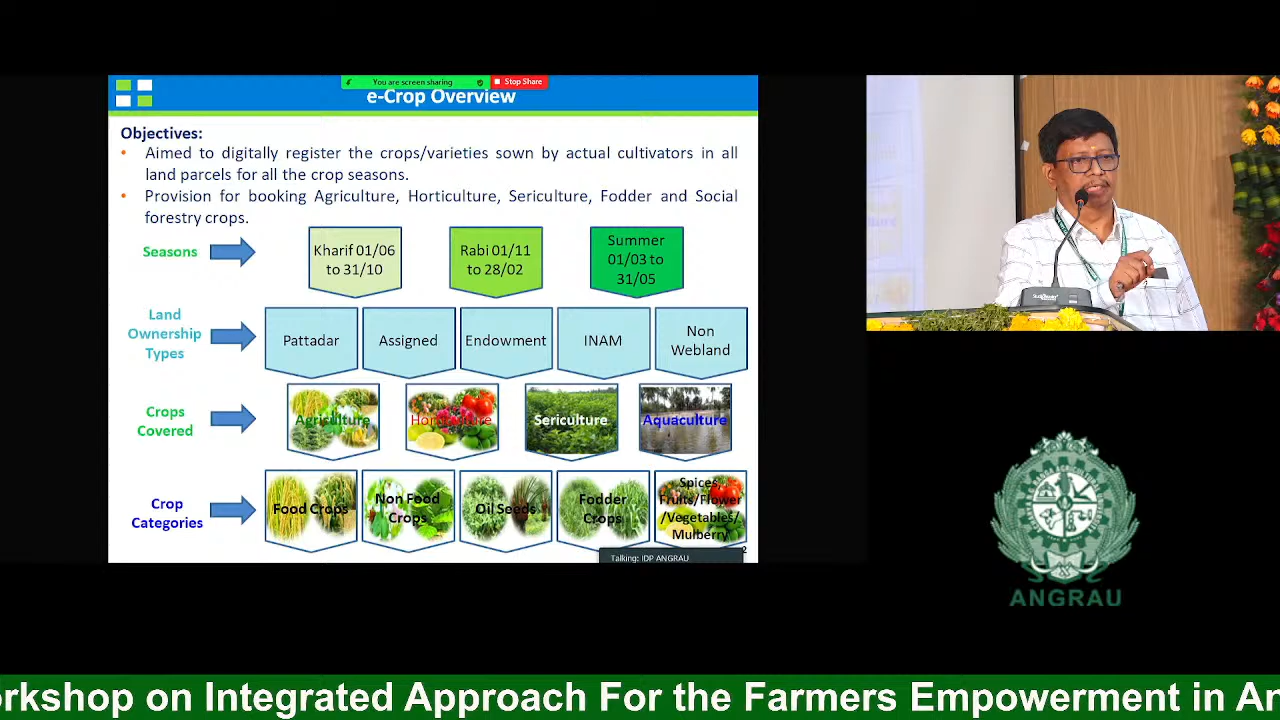 You are screen sharing
Stop Share
e-Crop Overview
Objectives:
• Aimed to digitally register the crops/varieties sown by actual cultivators in all
land parcels for all the crop seasons.
• Provision for booking Agriculture, Horticulture, Sericulture, Fodder and Social
forestry crops.
Seasons
Kharif 01/06
to 31/10
Rabi 01/11
to 28/02
Summer
01/03 to
31/05
Land
Ownership
Types
Pattadar
Assigned
Endowment
INAM
Non
Webland
Crops
Covered
Agriculture
Horticulture
Sericulture
Aquaculture
Crop
Categories
Food Crops
Non Food
Crops
Oil Seeds
Fodder
Crops
Spices
Fruits/Flower
/Vegetables/
Mulberry
2
Talking: IDP ANGRAU
ANGRAU
orkshop on Integrated Approach For the Farmers Empowerment in An